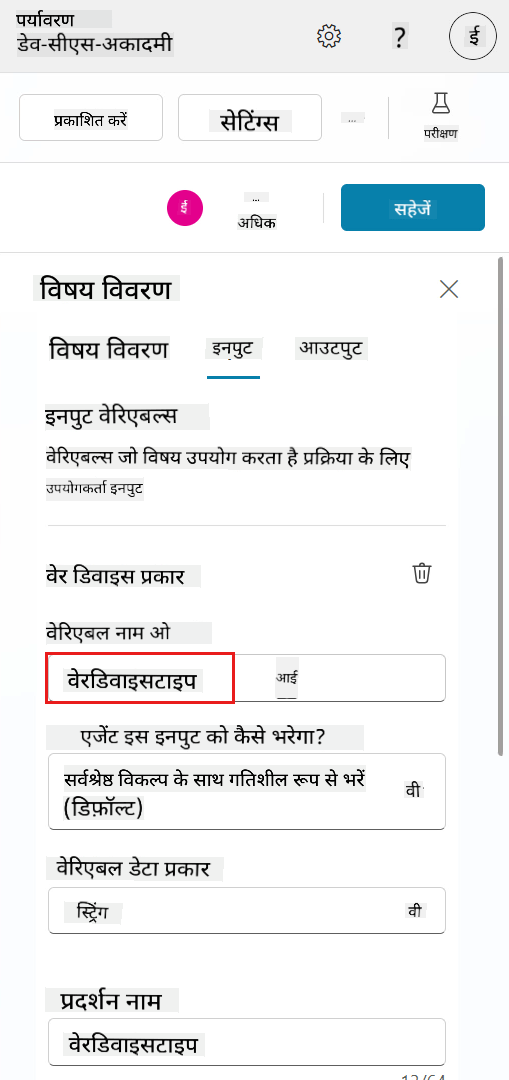 पर्यावरण
डेव-सीएस-अकादमी
?
ई
प्रकाशित करें
सेटिंग्स
...
परीक्षण
ई
...
अधिक
सहेजें
विषय विवरण
विषय विवरण
इनपुट
आउटपुट
इनपुट वेरिएबल्स
वेरिएबल्स जो विषय उपयोग करता है प्रक्रिया के लिए
उपयोगकर्ता इनपुट
वेर डिवाइस प्रकार
वेरिएबल नाम ओ
वेरडिवाइसटाइप
आई
एजेंट इस इनपुट को कैसे भरेगा?
सर्वश्रेष्ठ विकल्प के साथ गतिशील रूप से भरें
(डिफ़ॉल्ट)
वी
वेरिएबल डेटा प्रकार
स्ट्रिंग
वी
प्रदर्शन नाम
वेरडिवाइसटाइप